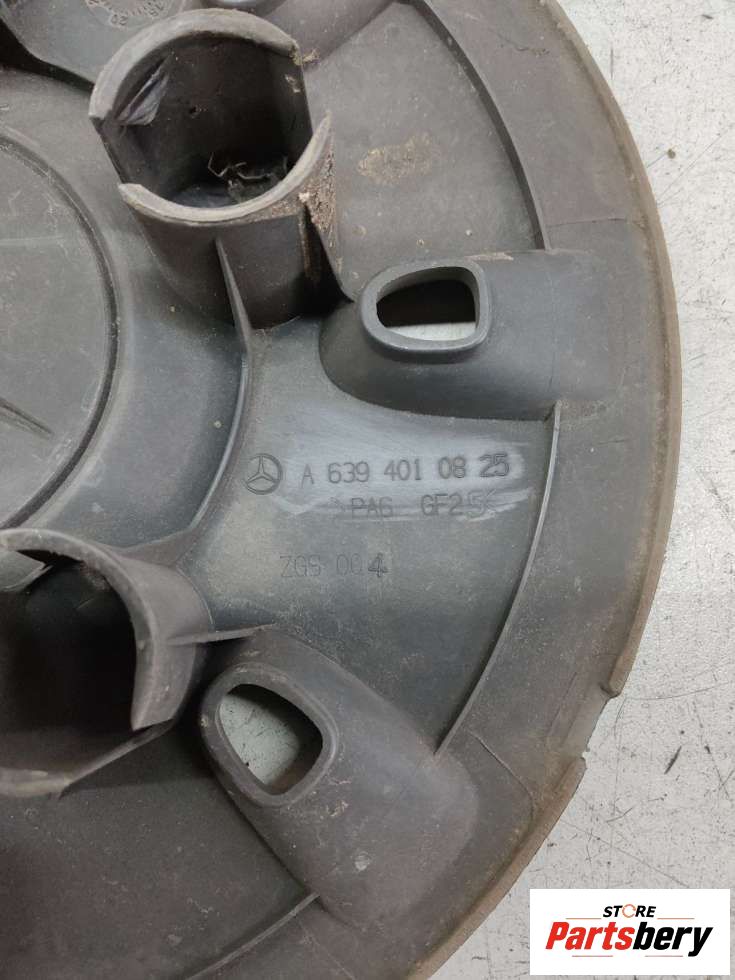 A 639 401 08 25
>PA6 GF25<
ZGS 004
STORE
Partsbery